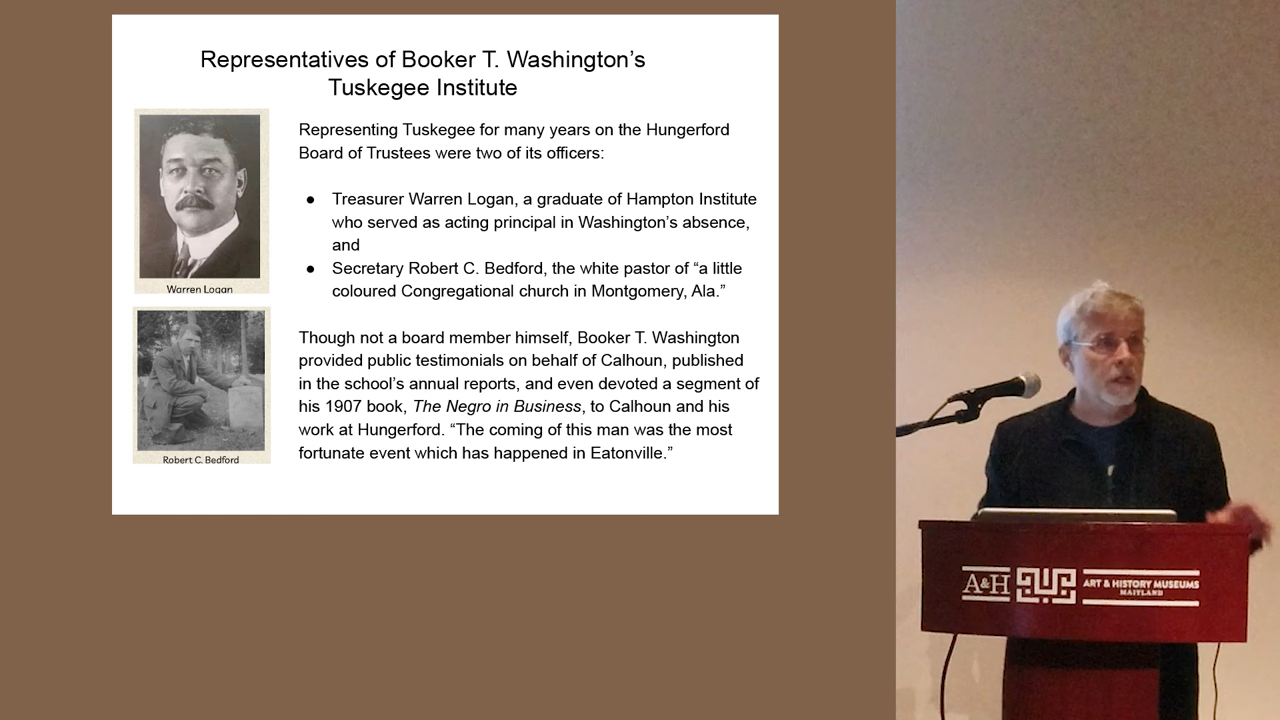 Representatives of Booker T. Washington’s
Tuskegee Institute
Representing Tuskegee for many years on the Hungerford
Board of Trustees were two of its officers:
● Treasurer Warren Logan, a graduate of Hampton Institute
who served as acting principal in Washington’s absence,
and
● Secretary Robert C. Bedford, the white pastor of “a little
coloured Congregational church in Montgomery, Ala.”
Though not a board member himself, Booker T. Washington
provided public testimonials on behalf of Calhoun, published
in the school’s annual reports, and even devoted a segment of
his 1907 book, The Negro in Business, to Calhoun and his
work at Hungerford. “The coming of this man was the most
fortunate event which has happened in Eatonville.”
Warren Logan
Robert C. Bedford
A&H
ART & HISTORY MUSEUMS
MAITLAND